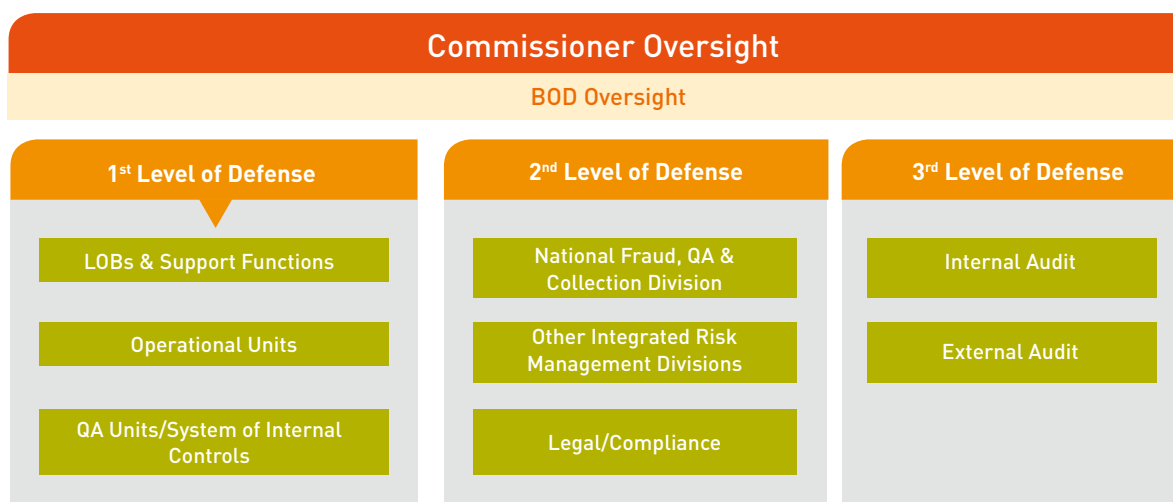 Commissioner Oversight
BOD Oversight
1st Level of Defense
LOBs & Support Functions
Operational Units
QA Units/System of Internal
Controls
2nd Level of Defense
National Fraud, QA &
Collection Division
Other Integrated Risk
Management Divisions
Legal/Compliance
3rd Level of Defense
Internal Audit
External Audit